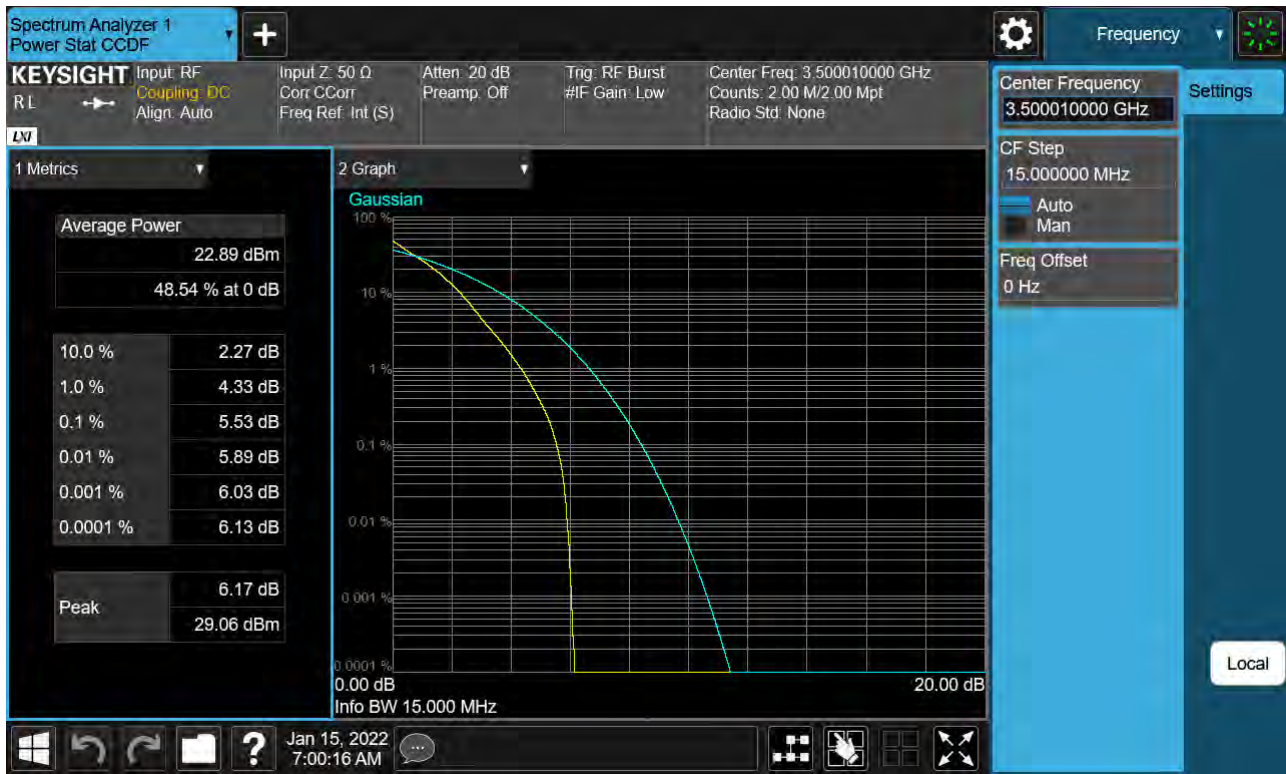 Spectrum Analyzer 1
Power Stat CCDF
Frequency
KEYSIGHT
RL
LXI
Input: RF
Coupling: DC
Align: Auto
Input Z: 50 Ω
Corr CCorr
Freq Ref: Int (S)
Atten: 20 dB
Preamp: Off
Trig: RF Burst
#IF Gain: Low
Center Freq: 3.500010000 GHz
Counts: 2.00 M/2.00 Mpt
Radio Std: None
1 Metrics
Average Power
22.89 dBm
48.54 % at 0 dB
10.0 % 2.27 dB
1.0 % 4.33 dB
0.1 % 5.53 dB
0.01 % 5.89 dB
0.001 % 6.03 dB
0.0001 % 6.13 dB
Peak
6.17 dB
29.06 dBm
2 Graph
Gaussian
100 %
10 %
1 %
0.1 %
0.01 %
0.001 %
0.0001 %
0.00 dB 20.00 dB
Info BW 15.000 MHz
Center Frequency
3.500010000 GHz
CF Step
15.000000 MHz
Auto
Man
Freq Offset
0 Hz
Settings
Local
?
Jan 15, 2022
7:00:16 AM